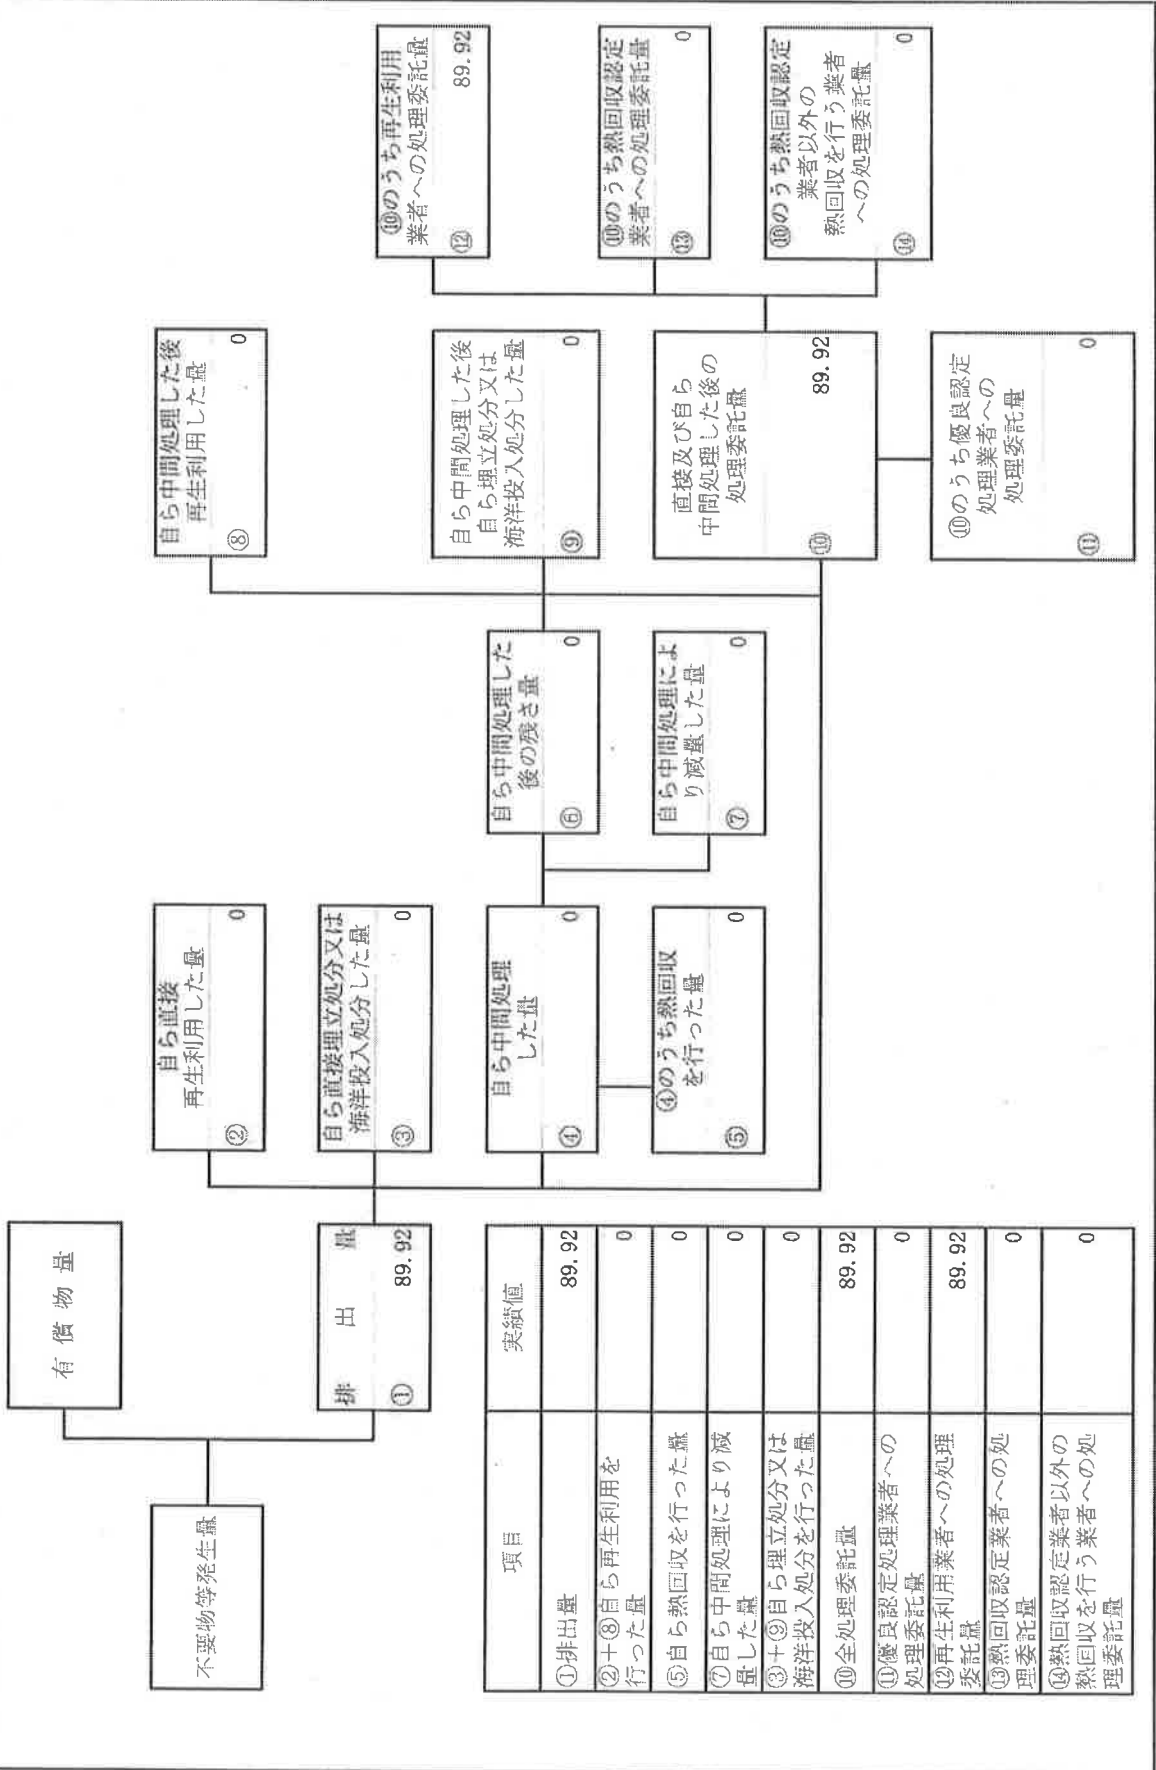 有償物量
不要物等発生量
排出量
① 89.92
自ら直接
再生利用した量
② 0
自ら直接埋立処分又は
海洋投入処分した量
③ 0
自ら中間処理
した量
④ 0
④のうち熱回収
を行った量
⑤ 0
自ら中間処理した
後の残さ量
⑥ 0
自ら中間処理によ
り減量した量
⑦ 0
自ら中間処理した後
再生利用した量
⑧ 0
自ら中間処理した後
自ら埋立処分又は
海洋投入処分した量
⑨ 0
直接及び自ら
中間処理した後の
処理委託量
⑩ 89.92
⑩のうち優良認定
処理業者への
処理委託量
⑪ 0
⑩のうち再生利用
業者への処理委託量
⑫ 89.92
⑩のうち熱回収認定
業者への処理委託量
⑬ 0
⑩のうち熱回収認定
業者以外の
熱回収を行う業者
への処理委託量
⑭ 0
項目 実績値
①排出量 89.92
②+⑧自ら再生利用を
行った量 0
⑤自ら熱回収を行った量 0
⑦自ら中間処理により減
量した量 0
③+⑨自ら埋立処分又は
海洋投入処分を行った量 0
⑩全処理委託量 89.92
⑪優良認定処理業者への
処理委託量 0
⑫再生利用業者への処理
委託量 89.92
⑬熱回収認定業者への処
理委託量 0
⑭熱回収認定業者以外の
熱回収を行う業者への処
理委託量 0